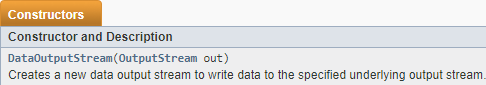 Constructors
Constructor and Description
DataOutputStream(OutputStream out)
Creates a new data output stream to write data to the specified underlying output stream.